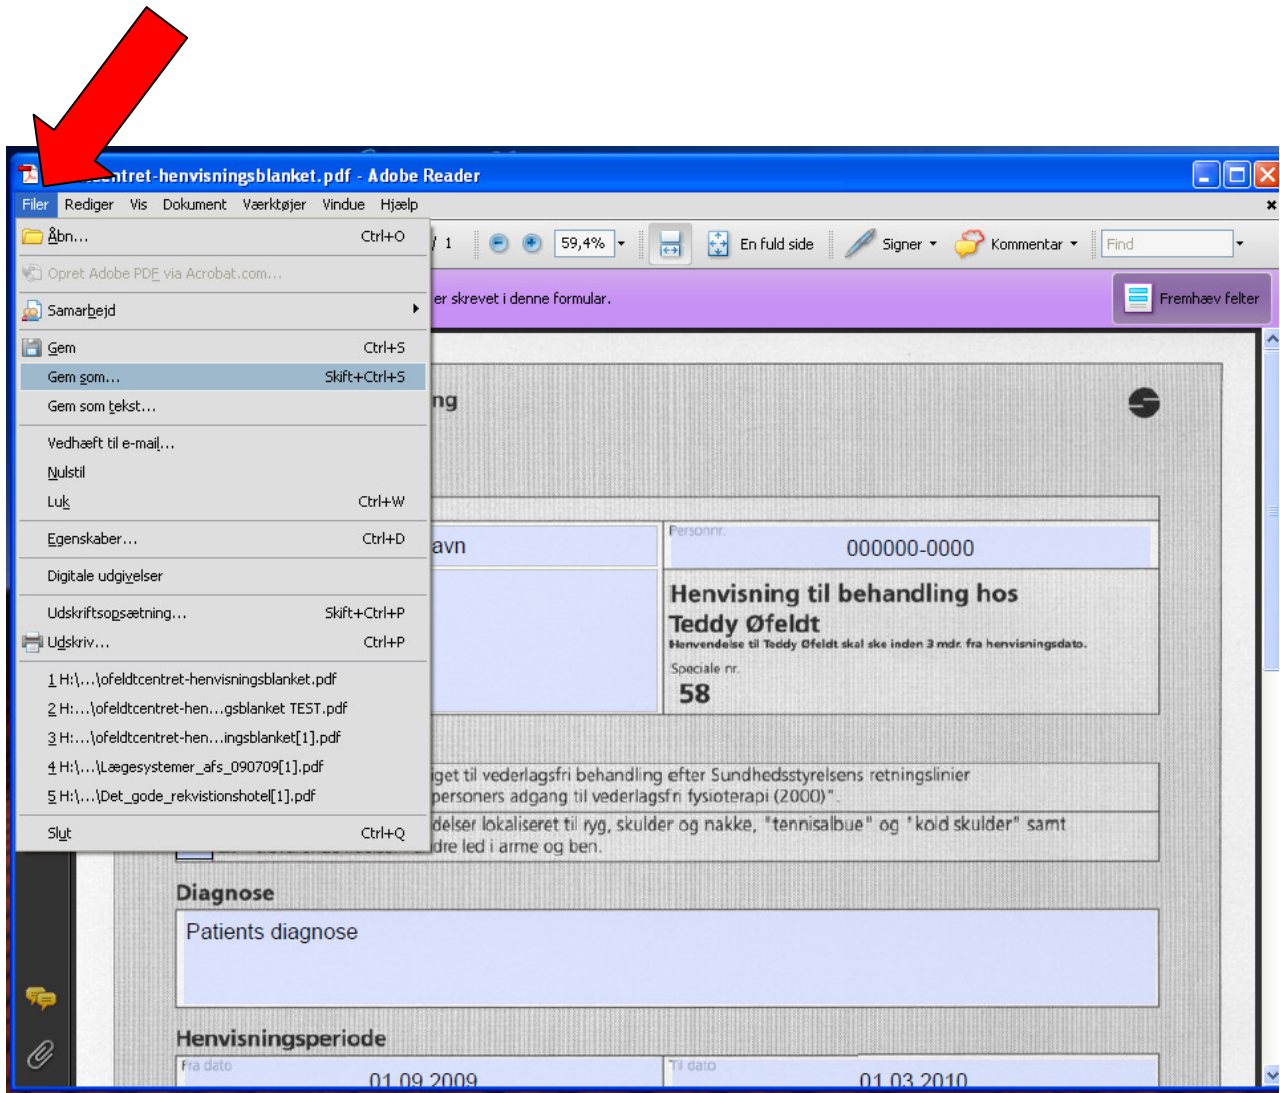 ntret-henvisningsblanket.pdf - Adobe Reader
Filer Rediger Vis Dokument Værktøjer Vindue Hjælp
Åbn... Ctrl+O
/ 1 59,4% En fuld side Signer Kommentar Find
Opret Adobe PDF via Acrobat.com...
er skrevet i denne formular. Fremhæv felter
Samarbejd
Gem Ctrl+S
Gem som... Skift+Ctrl+S
Gem som tekst...
ng
Vedhæft til e-mail...
Nulstil
Luk Ctrl+W
Egenskaber... Ctrl+D
avn
Personnr.
000000-0000
Digitale udgivelser
Udskriftsopsætning... Skift+Ctrl+P
Udskriv... Ctrl+P
Henvisning til behandling hos
Teddy Øfeldt
Henvendelse til Teddy Øfeldt skal ske inden 3 mdr. fra henvisningsdato.
Speciale nr.
58
1 H:\...\ofeldtcentret-henvisningsblanket.pdf
2 H:\...\ofeldtcentret-hen...gsblanket TEST.pdf
3 H:\...\ofeldtcentret-hen...ingsblanket[1].pdf
4 H:\...\Lægesystemer_afs_090709[1].pdf
5 H:\...\Det_gode_rekvistionshotel[1].pdf
Slut Ctrl+Q
iget til vederlagsfri behandling efter Sundhedsstyrelsens retningslinier
personers adgang til vederlagsfri fysioterapi (2000)".
delser lokaliseret til ryg, skulder og nakke, "tennisalbue" og "kold skulder" samt
dre led i arme og ben.
Diagnose
Patients diagnose
Henvisningsperiode
Fra dato
01.09.2009
Til dato
01.03.2010